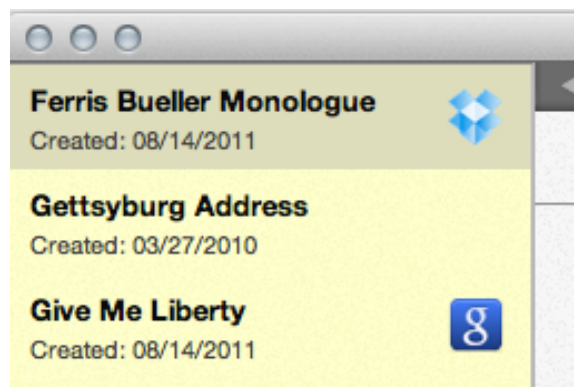 Ferris Bueller Monologue
Created: 08/14/2011
Gettsyburg Address
Created: 03/27/2010
Give Me Liberty
g
Created: 08/14/2011